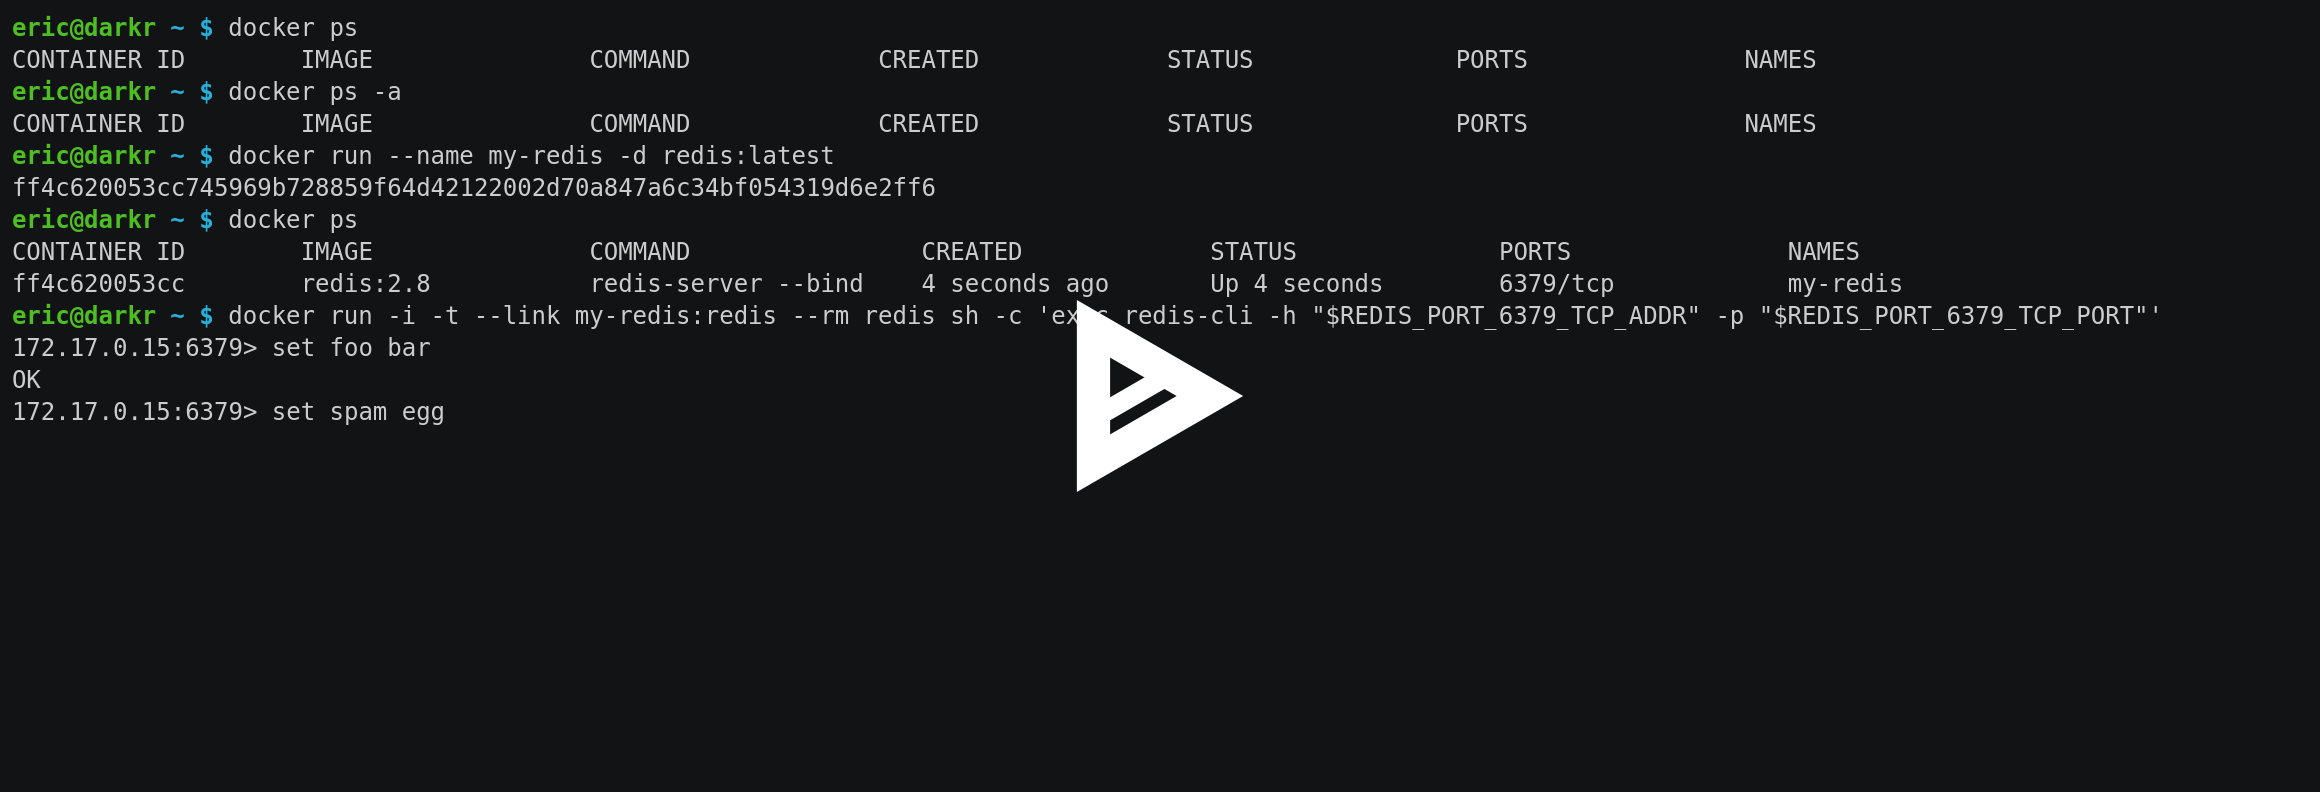 eric@darkr ~ $ docker ps
CONTAINER ID        IMAGE               COMMAND             CREATED             STATUS              PORTS               NAMES
eric@darkr ~ $ docker ps -a
CONTAINER ID        IMAGE               COMMAND             CREATED             STATUS              PORTS               NAMES
eric@darkr ~ $ docker run --name my-redis -d redis:latest
ff4c620053cc745969b728859f64d42122002d70a847a6c34bf054319d6e2ff6
eric@darkr ~ $ docker ps
CONTAINER ID        IMAGE               COMMAND                CREATED             STATUS              PORTS               NAMES
ff4c620053cc        redis:2.8           redis-server --bind    4 seconds ago       Up 4 seconds        6379/tcp            my-redis
eric@darkr ~ $ docker run -i -t --link my-redis:redis --rm redis sh -c 'exec redis-cli -h "$REDIS_PORT_6379_TCP_ADDR" -p "$REDIS_PORT_6379_TCP_PORT"'
172.17.0.15:6379> set foo bar
OK
172.17.0.15:6379> set spam egg